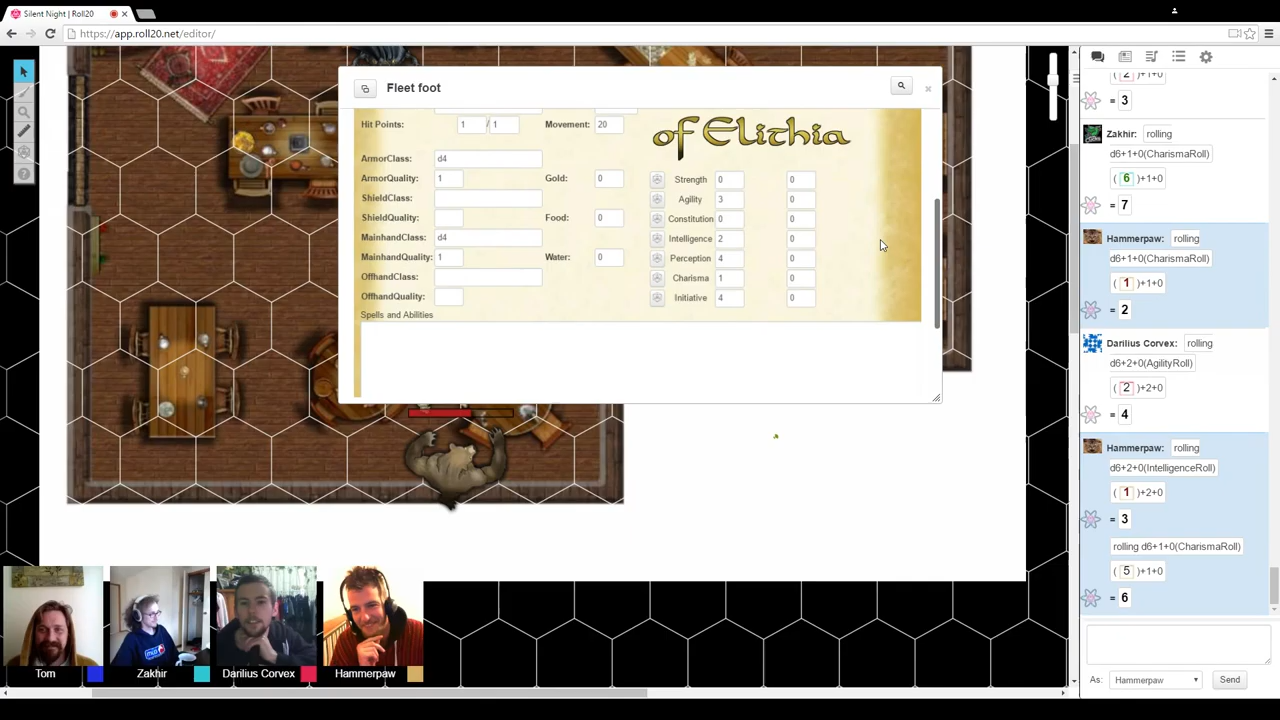 Silent Night | Roll20
https://app.roll20.net/editor/
Fleet foot
Hit Points: 1 / 1 Movement: 20
of Elithia
ArmorClass: d4
ArmorQuality: 1 Gold: 0
ShieldClass:
ShieldQuality: Food: 0
MainhandClass: d4
MainhandQuality: 1 Water: 0
OffhandClass:
OffhandQuality:
Strength 0 0
Agility 3 0
Constitution 0 0
Intelligence 2 0
Perception 4 0
Charisma 1 0
Initiative 4 0
Spells and Abilities
Tom
Zakhir
Darilius Corvex
Hammerpaw
(2)+1+0
= 3
Zakhir: rolling
d6+1+0(CharismaRoll)
(6)+1+0
= 7
Hammerpaw: rolling
d6+1+0(CharismaRoll)
(1)+1+0
= 2
Darilius Corvex: rolling
d6+2+0(AgilityRoll)
(2)+2+0
= 4
Hammerpaw: rolling
d6+2+0(IntelligenceRoll)
(1)+2+0
= 3
rolling d6+1+0(CharismaRoll)
(5)+1+0
= 6
As: Hammerpaw Send